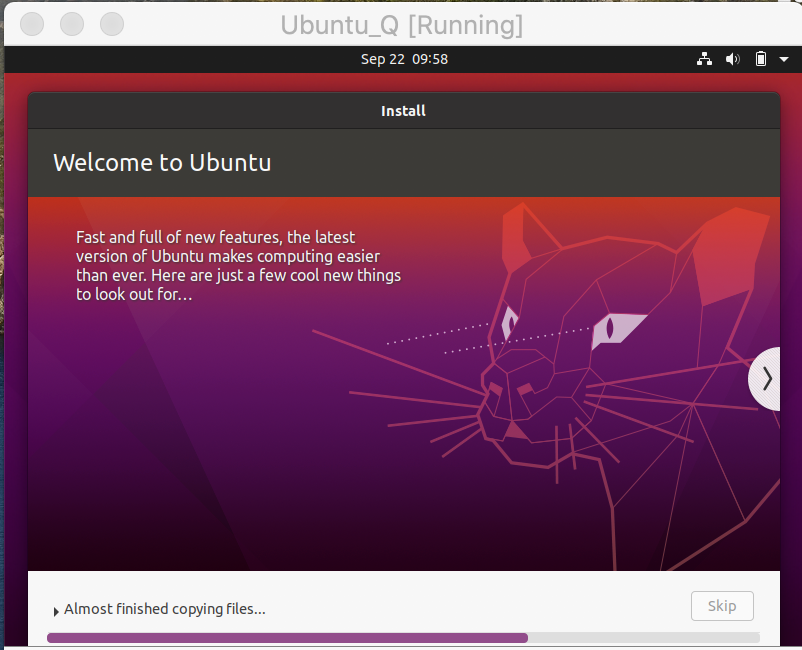 Ubuntu_Q [Running]
Sep 22 09:58
Install
Welcome to Ubuntu
Fast and full of new features, the latest
version of Ubuntu makes computing easier
than ever. Here are just a few cool new things
to look out for…
Almost finished copying files...
Skip